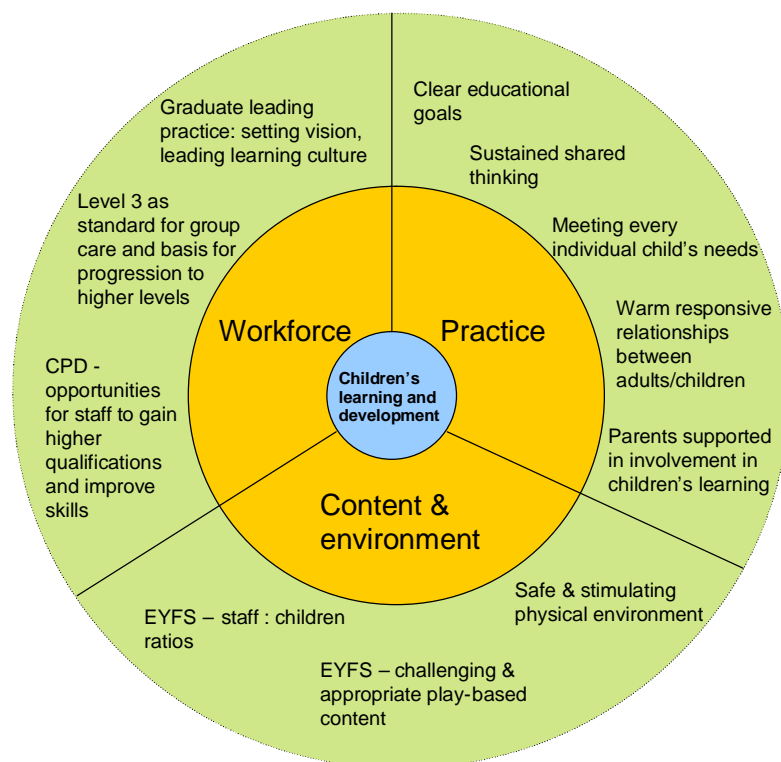 Graduate leading
practice: setting vision,
leading learning culture
Level 3 as
standard for group
care and basis for
progression to
higher levels
CPD -
opportunities
for staff to gain
higher
qualifications
and improve
skills
Clear educational
goals
Sustained shared
thinking
Meeting every
individual child’s needs
Warm responsive
relationships
between
adults/children
Parents supported
in involvement in
children’s learning
Workforce
Practice
Children’s
learning and
development
Content &
environment
Safe & stimulating
physical environment
EYFS – staff : children
ratios
EYFS – challenging &
appropriate play-based
content